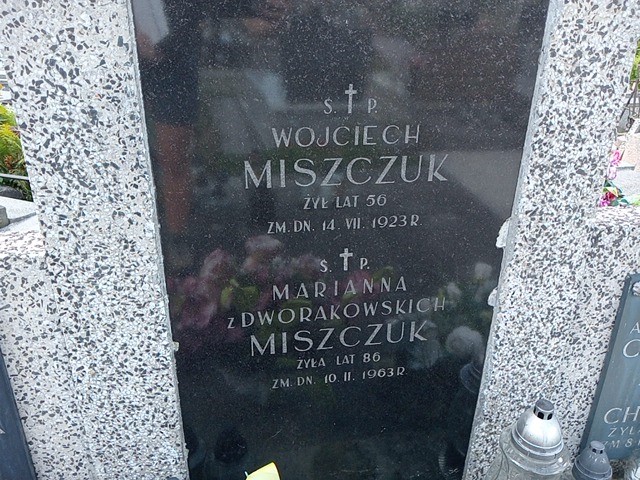 Ś. † P.
WOJCIECH
MISZCZUK
ŻYŁ LAT 56
ZM. DN. 14. VII. 1923 R.
Ś. † P.
MARIANNA
Z DWORAKOWSKICH
MISZCZUK
ŻYŁA LAT 86
ZM. DN. 10. II. 1963 R.